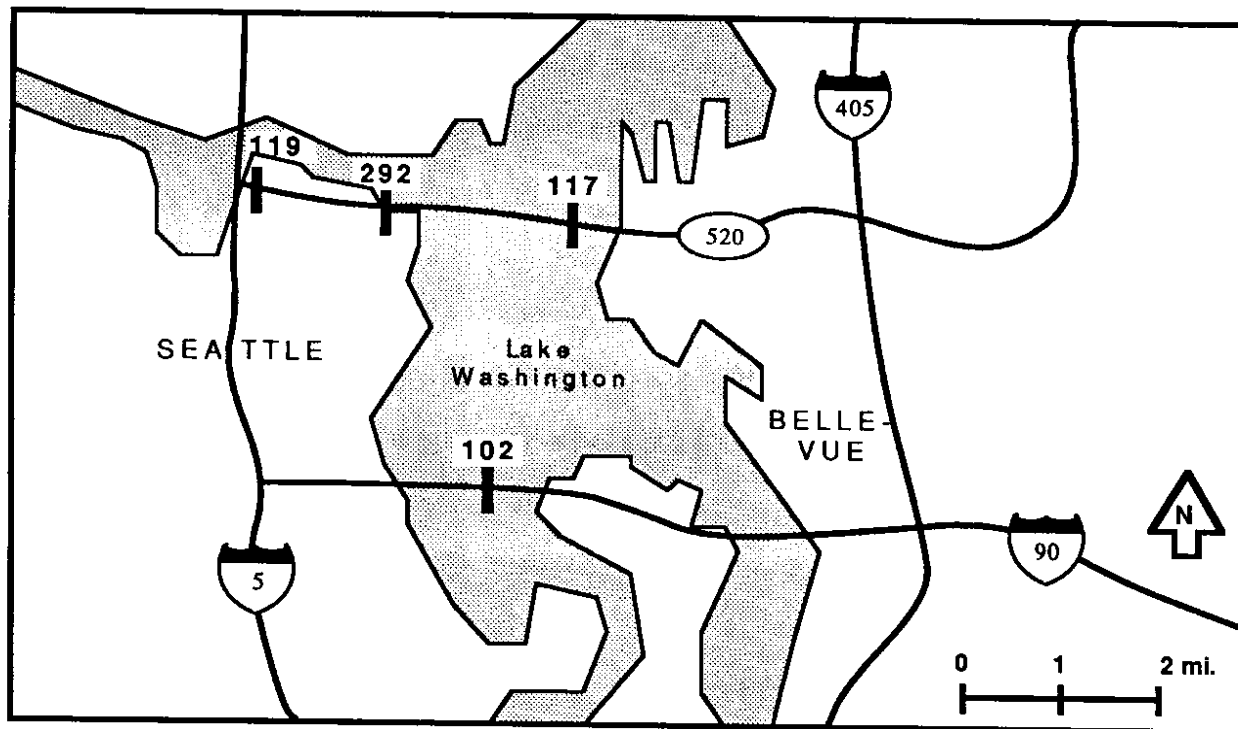 405
119
292
117
520
SEATTLE
Lake
Washington
BELLE-
VUE
102
N
5
90
0 1 2 mi.